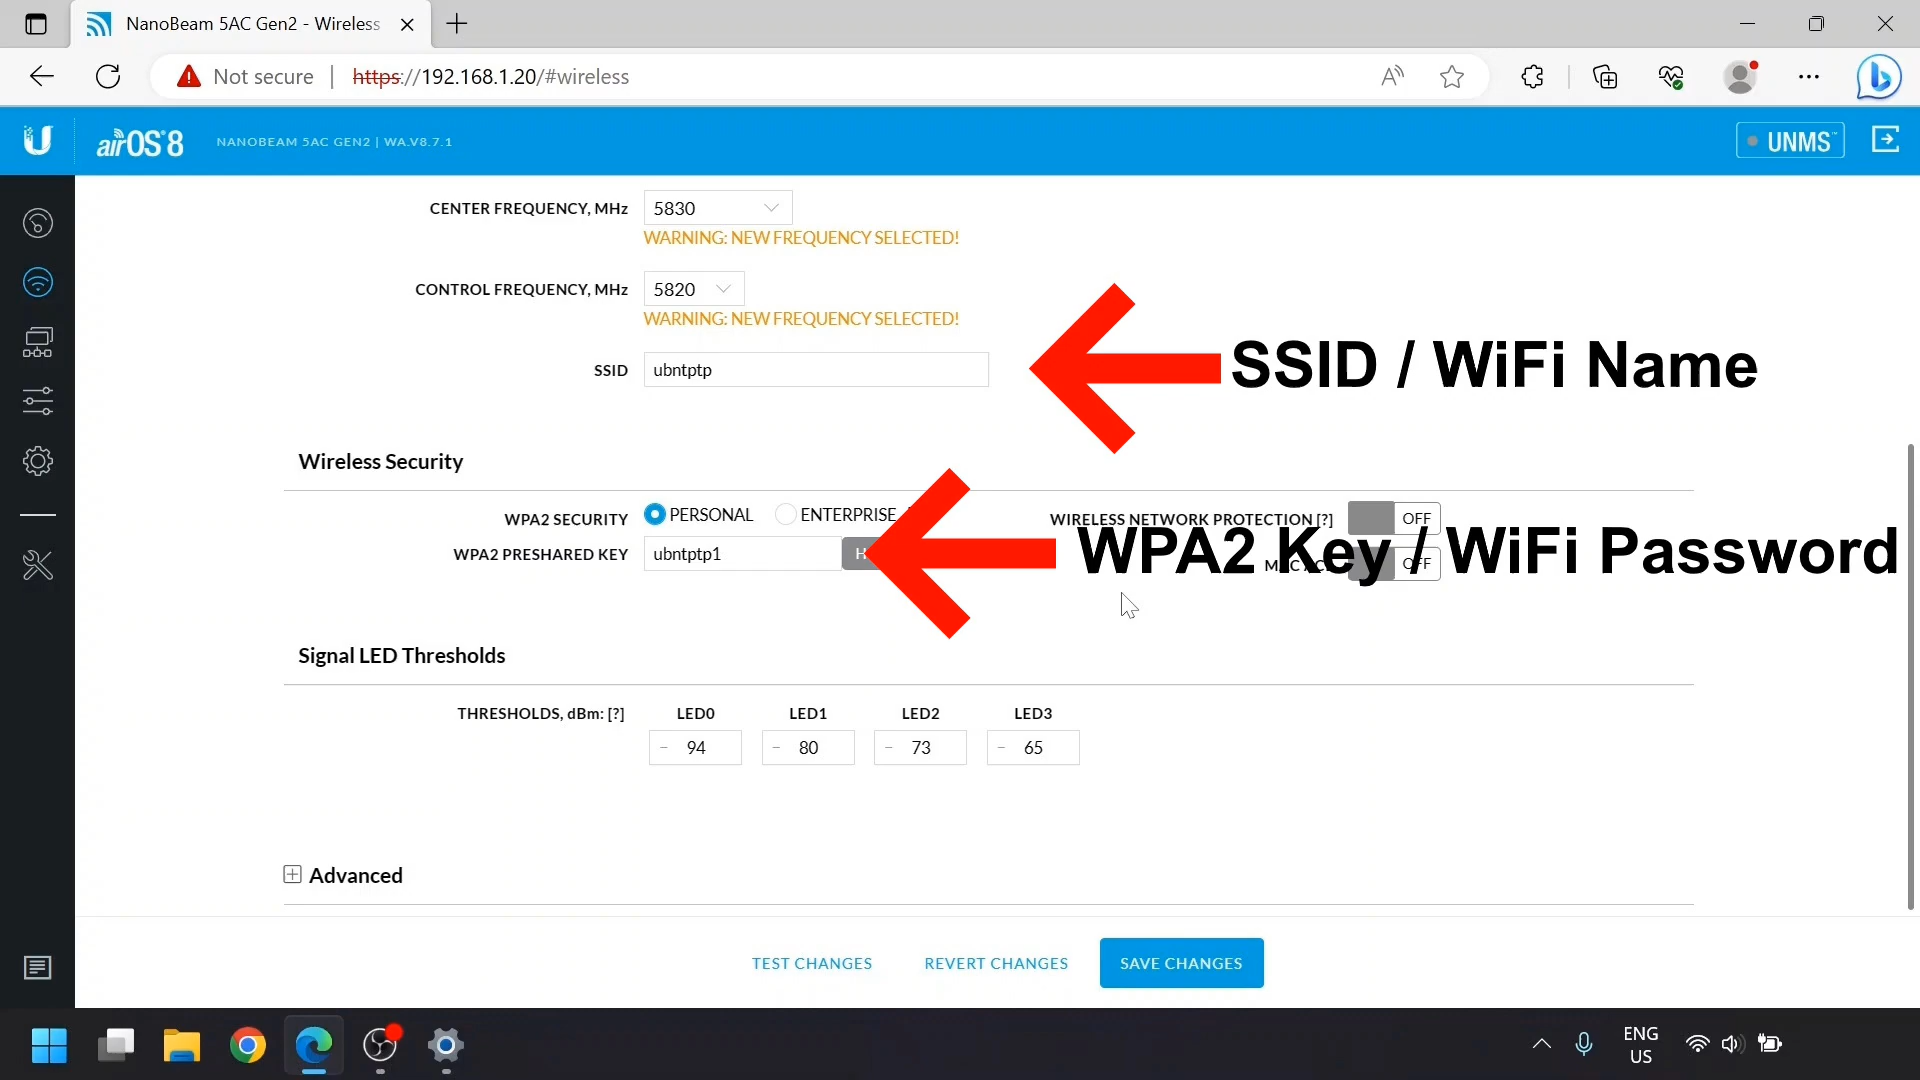 NanoBeam 5AC Gen2 - Wireless
Not secure
https://192.168.1.20/#wireless
airOS 8
NANOBEAM 5AC GEN2 | WA.V8.7.1
UNMS
CENTER FREQUENCY, MHz
5830
WARNING: NEW FREQUENCY SELECTED!
CONTROL FREQUENCY, MHz
5820
WARNING: NEW FREQUENCY SELECTED!
SSID
ubntptp
SSID / WiFi Name
Wireless Security
WPA2 SECURITY
PERSONAL
ENTERPRISE
WIRELESS NETWORK PROTECTION [?]
OFF
WPA2 PRESHARED KEY
ubntptp1
WPA2 Key / WiFi Password
OFF
Signal LED Thresholds
THRESHOLDS, dBm: [?]
LED0 LED1 LED2 LED3
- 94 - 80 - 73 - 65
Advanced
TEST CHANGES
REVERT CHANGES
SAVE CHANGES
ENG
US